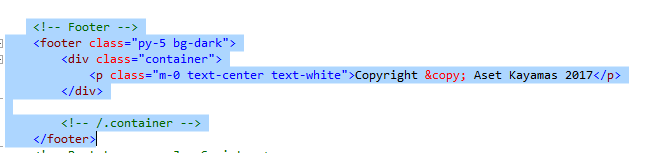 <!-- Footer -->
<footer class="py-5 bg-dark">
<div class="container">
<p class="m-0 text-center text-white">Copyright &copy; Aset Kayamas 2017</p>
</div>
<!-- /.container -->
</footer>